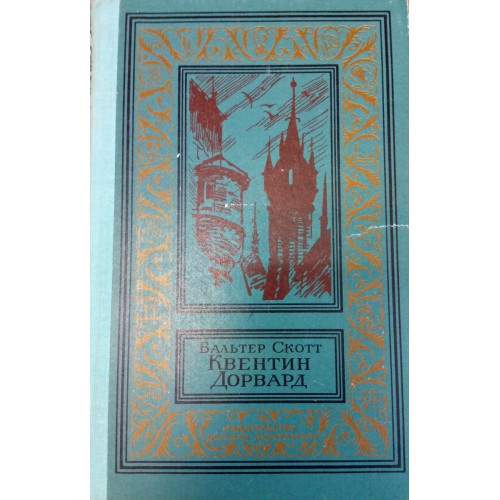 Вальтер Скотт
Квентин
Дорвард